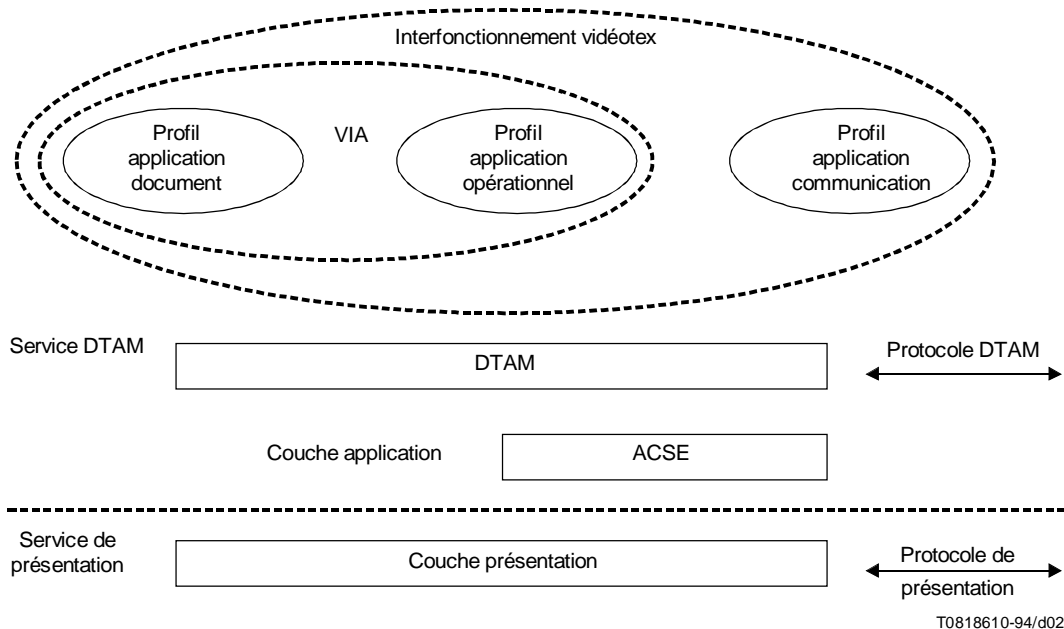 Interfonctionnement vidéotex
Profil
application
document
VIA
Profil
application
opérationnel
Profil
application
communication
Service DTAM
DTAM
Protocole DTAM
Couche application
ACSE
Service de
présentation
Couche présentation
Protocole de
présentation
T0818610-94/d02